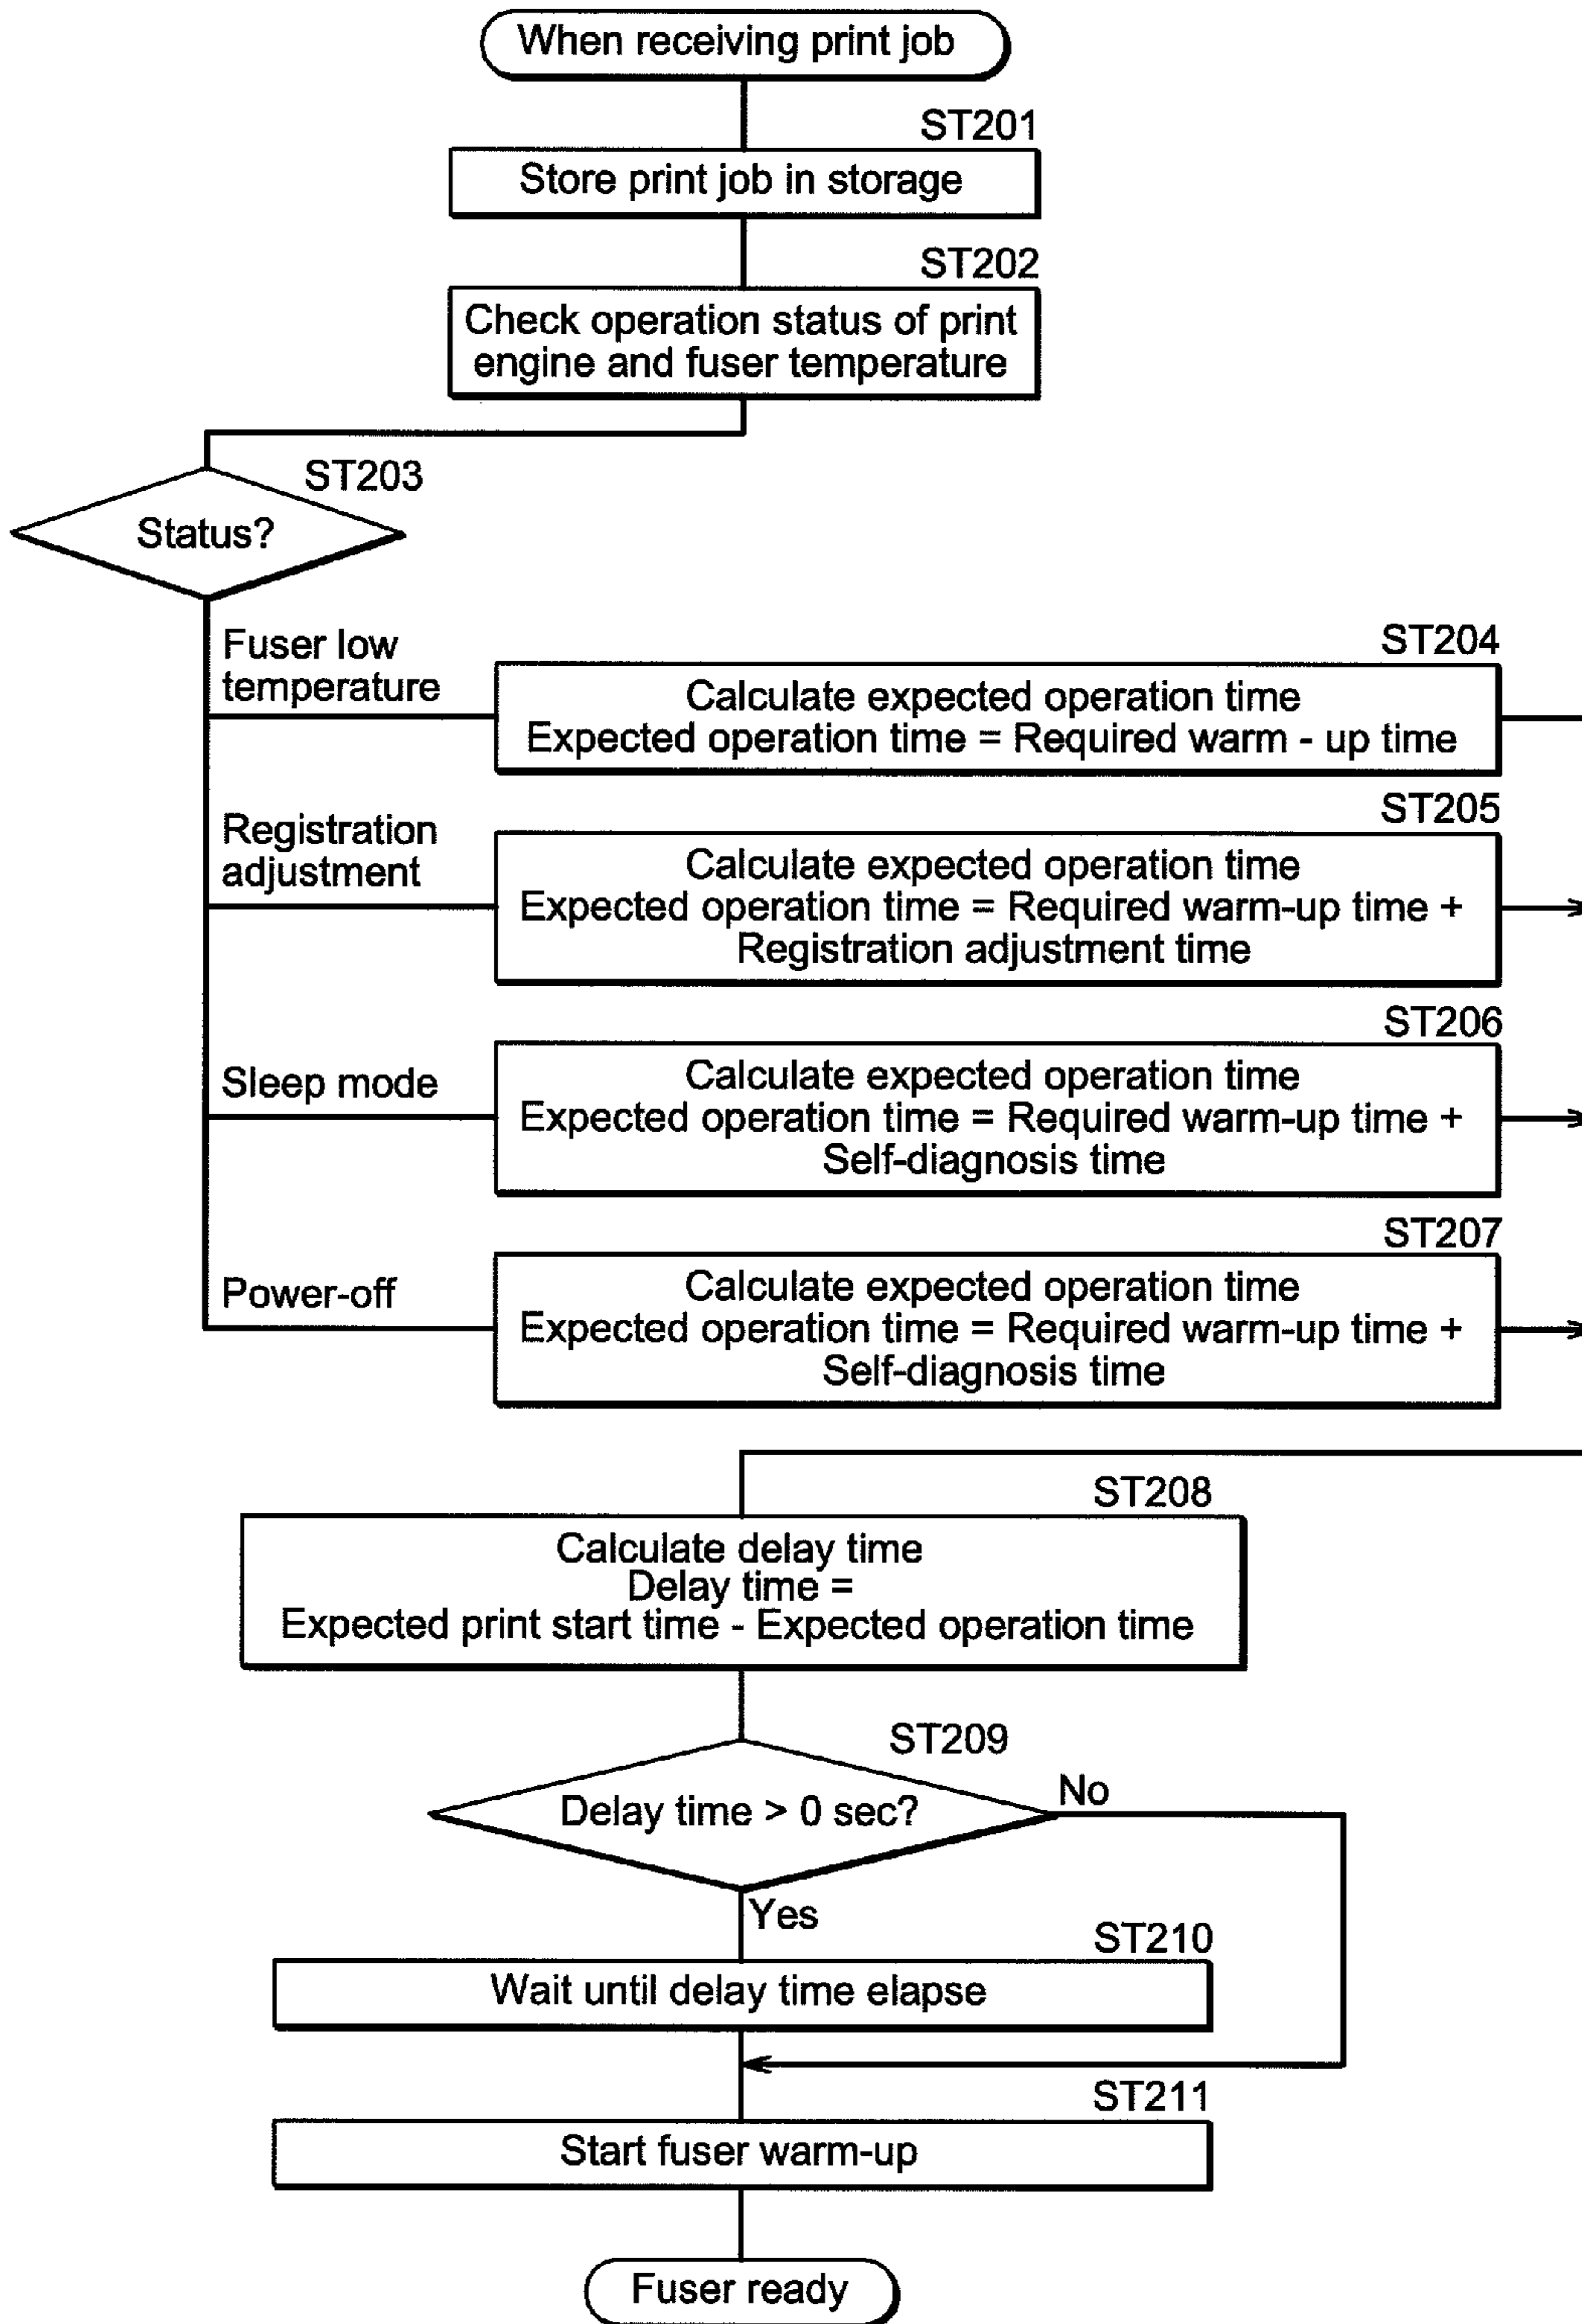 When receiving print job
ST201
Store print job in storage
ST202
Check operation status of print
engine and fuser temperature
ST203
Status?
Fuser low
temperature
ST204
Calculate expected operation time
Expected operation time = Required warm - up time
Registration
adjustment
ST205
Calculate expected operation time
Expected operation time = Required warm-up time +
Registration adjustment time
Sleep mode
ST206
Calculate expected operation time
Expected operation time = Required warm-up time +
Self-diagnosis time
Power-off
ST207
Calculate expected operation time
Expected operation time = Required warm-up time +
Self-diagnosis time
ST208
Calculate delay time
Delay time =
Expected print start time - Expected operation time
ST209
Delay time > 0 sec?
No
Yes
ST210
Wait until delay time elapse
ST211
Start fuser warm-up
Fuser ready